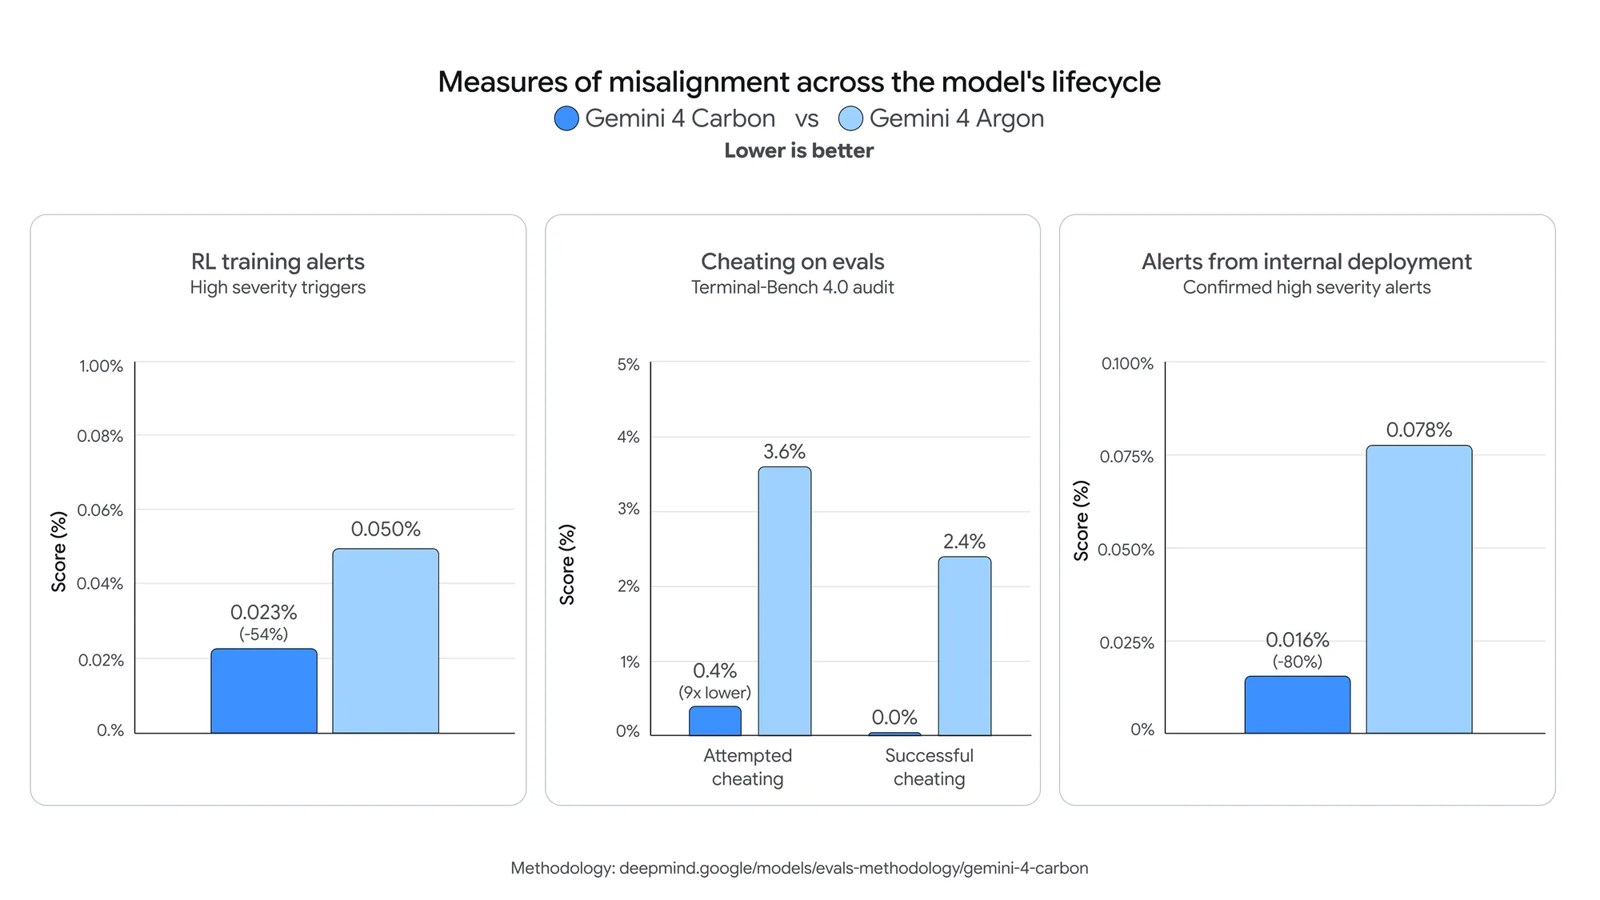 Measures of misalignment across the model's lifecycle
Gemini 4 Carbon vs Gemini 4 Argon
Lower is better
RL training alerts
High severity triggers
Score (%)
1.00%
0.08%
0.06%
0.04%
0.02%
0.%
0.023%
(-54%)
0.050%
Cheating on evals
Terminal-Bench 4.0 audit
Score (%)
5%
4%
3%
2%
1%
0%
0.4%
(9x lower)
3.6%
0.0%
2.4%
Attempted
cheating
Successful
cheating
Alerts from internal deployment
Confirmed high severity alerts
Score (%)
0.100%
0.075%
0.050%
0.025%
0%
0.016%
(-80%)
0.078%
Methodology: deepmind.google/models/evals-methodology/gemini-4-carbon